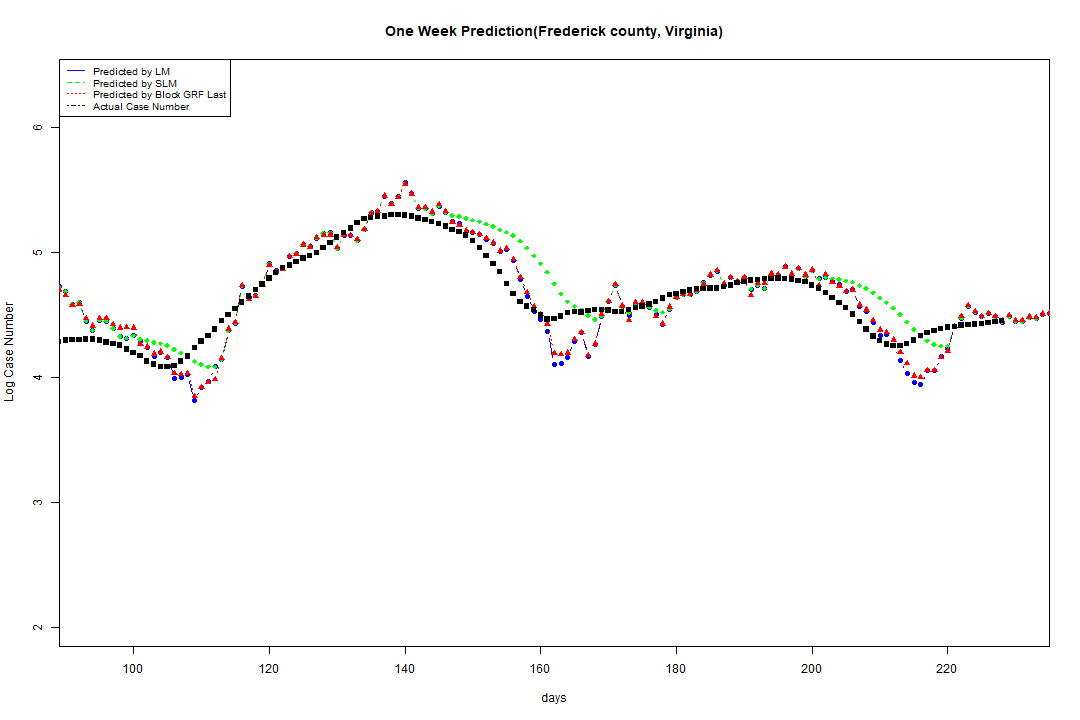 One Week Prediction(Frederick county, Virginia)
Predicted by LM
Predicted by SLM
Predicted by Block GRF Last
Actual Case Number
6
5
4
3
2
Log Case Number
100 120 140 160 180 200 220
days